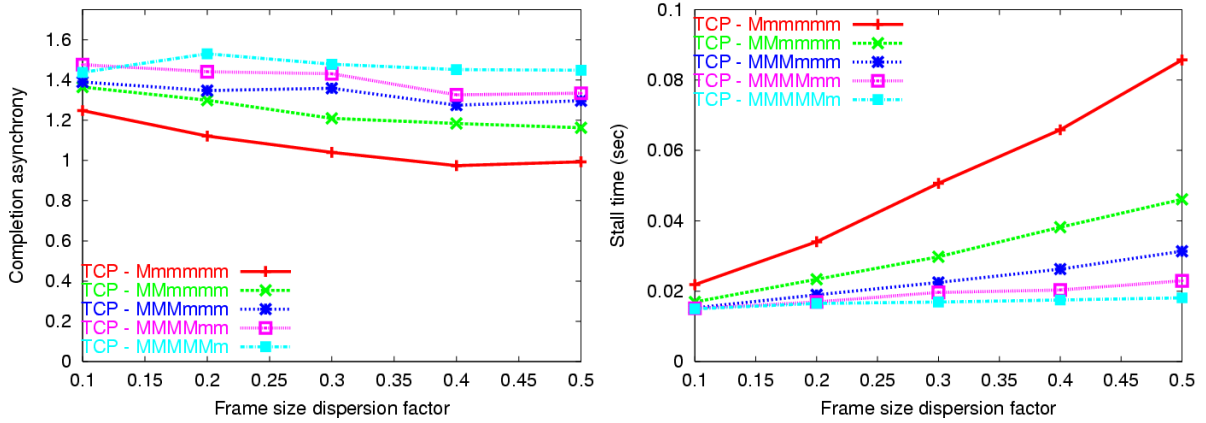 Completion asynchrony
1.6
1.4
1.2
1
0.8
0.6
0.4
0.2
0
TCP - Mmmmmm
TCP - MMmmmm
TCP - MMMmmm
TCP - MMMMmm
TCP - MMMMMm
0.1 0.15 0.2 0.25 0.3 0.35 0.4 0.45 0.5
Frame size dispersion factor
Stall time (sec)
0.1
0.08
0.06
0.04
0.02
0
TCP - Mmmmmm
TCP - MMmmmm
TCP - MMMmmm
TCP - MMMMmm
TCP - MMMMMm
0.1 0.15 0.2 0.25 0.3 0.35 0.4 0.45 0.5
Frame size dispersion factor